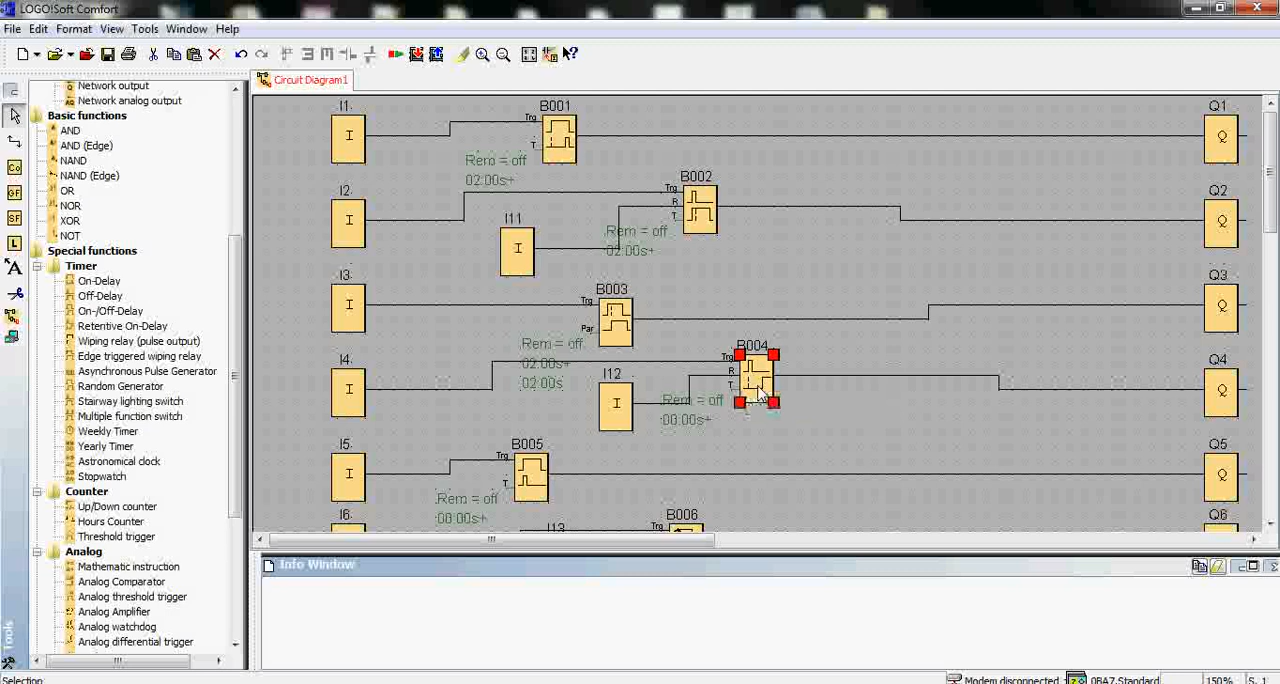 LOGO!Soft Comfort
File Edit Format View Tools Window Help
Circuit Diagram1
Network output
Network analog output
Basic functions
AND
AND (Edge)
NAND
NAND (Edge)
OR
NOR
XOR
NOT
Special functions
Timer
On-Delay
Off-Delay
On-/Off-Delay
Retentive On-Delay
Wiping relay (pulse output)
Edge triggered wiping relay
Asynchronous Pulse Generator
Random Generator
Stairway lighting switch
Multiple function switch
Weekly Timer
Yearly Timer
Astronomical clock
Stopwatch
Counter
Up/Down counter
Hours Counter
Threshold trigger
Analog
Mathematic instruction
Analog Comparator
Analog threshold trigger
Analog Amplifier
Analog watchdog
Analog differential trigger
Tools
I1 B001 Q1
I Trg T Q
Rem = off
02:00s+
I2 B002 Q2
I Trg R T Q
I11
I
Rem = off
02:00s+
I3 B003 Q3
I Trg Par Q
Rem = off
02:00s+
02:00s
I4 B004 Q4
I Trg R T Q
I12
I
Rem = off
00:00s+
I5 B005 Q5
I Trg T Q
Rem = off
00:00s+
I6 I13 B006 Q6
Trg
Info Window
Selection
Modem disconnected 0BA7.Standard 150% S. 1